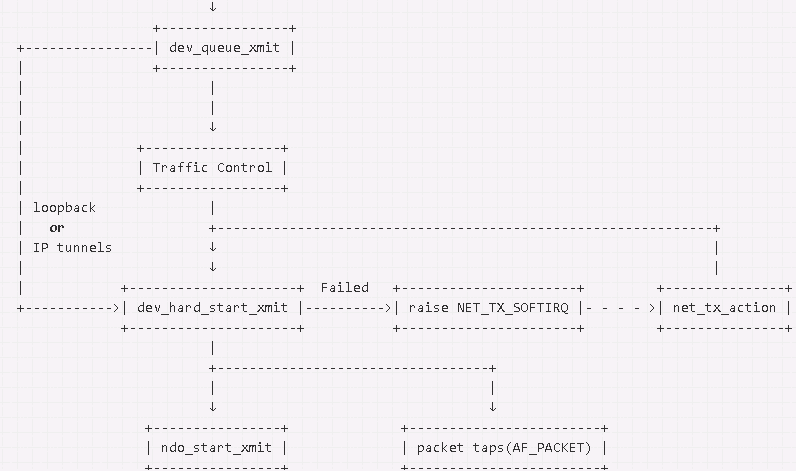 dev_queue_xmit
Traffic Control
loopback
or
IP tunnels
Failed
dev_hard_start_xmit
raise NET_TX_SOFTIRQ
net_tx_action
ndo_start_xmit
packet taps(AF_PACKET)